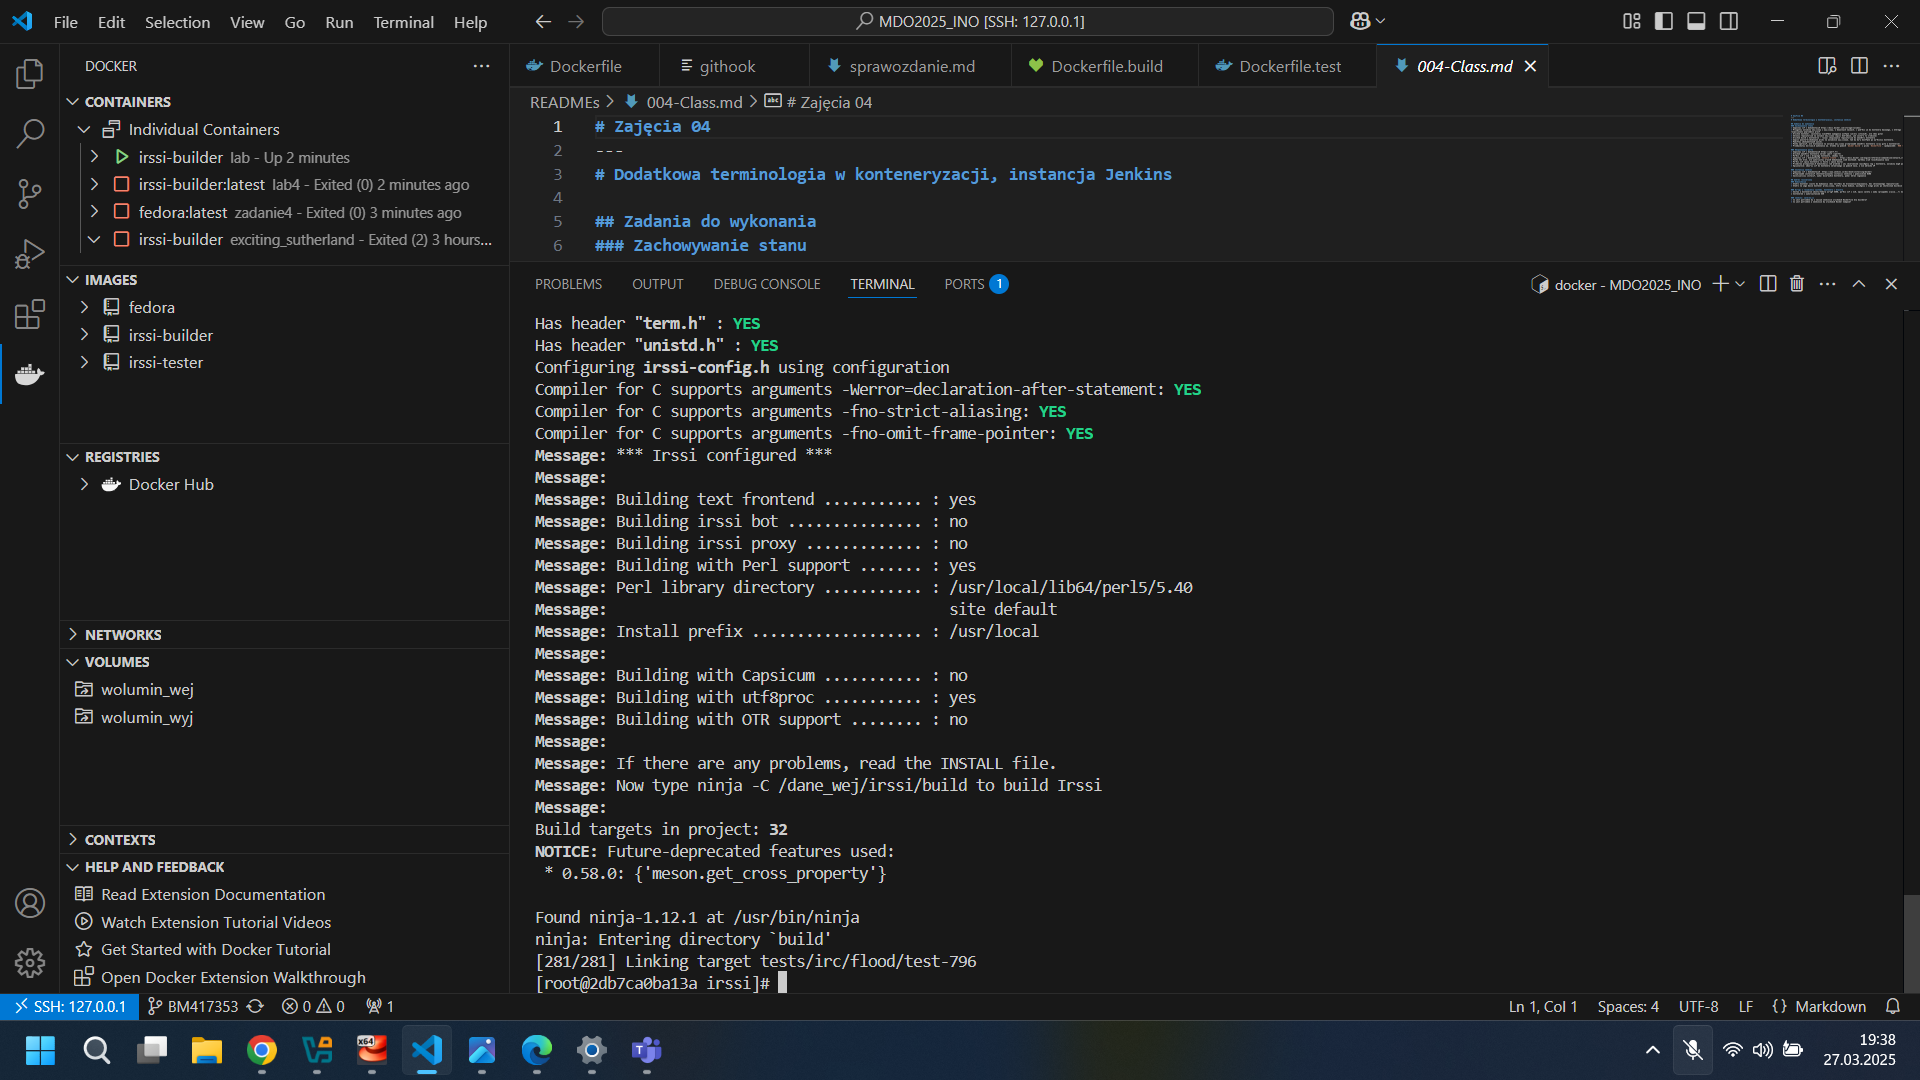 File Edit Selection View Go Run Terminal Help
MDO2025_INO [SSH: 127.0.0.1]
DOCKER
CONTAINERS
Individual Containers
irssi-builder lab - Up 2 minutes
irssi-builder:latest lab4 - Exited (0) 2 minutes ago
fedora:latest zadanie4 - Exited (0) 3 minutes ago
irssi-builder exciting_sutherland - Exited (2) 3 hours...
IMAGES
fedora
irssi-builder
irssi-tester
REGISTRIES
Docker Hub
NETWORKS
VOLUMES
wolumin_wej
wolumin_wyj
CONTEXTS
HELP AND FEEDBACK
Read Extension Documentation
Watch Extension Tutorial Videos
Get Started with Docker Tutorial
Open Docker Extension Walkthrough
Dockerfile githook sprawozdanie.md Dockerfile.build Dockerfile.test 004-Class.md
READMEs > 004-Class.md > # Zajęcia 04
1 # Zajęcia 04
2 ---
3 # Dodatkowa terminologia w konteneryzacji, instancja Jenkins
4
5 ## Zadania do wykonania
6 ### Zachowywanie stanu
PROBLEMS OUTPUT DEBUG CONSOLE TERMINAL PORTS 1
docker - MDO2025_INO
Has header "term.h" : YES
Has header "unistd.h" : YES
Configuring irssi-config.h using configuration
Compiler for C supports arguments -Werror=declaration-after-statement: YES
Compiler for C supports arguments -fno-strict-aliasing: YES
Compiler for C supports arguments -fno-omit-frame-pointer: YES
Message: *** Irssi configured ***
Message:
Message: Building text frontend ........... : yes
Message: Building irssi bot ............... : no
Message: Building irssi proxy ............. : no
Message: Building with Perl support ....... : yes
Message: Perl library directory ........... : /usr/local/lib64/perl5/5.40
Message: site default
Message: Install prefix ................... : /usr/local
Message:
Message: Building with Capsicum ........... : no
Message: Building with utf8proc ........... : yes
Message: Building with OTR support ........ : no
Message:
Message: If there are any problems, read the INSTALL file.
Message: Now type ninja -C /dane_wej/irssi/build to build Irssi
Message:
Build targets in project: 32
NOTICE: Future-deprecated features used:
* 0.58.0: {'meson.get_cross_property'}
Found ninja-1.12.1 at /usr/bin/ninja
ninja: Entering directory `build'
[281/281] Linking target tests/irc/flood/test-796
[root@2db7ca0ba13a irssi]#
SSH: 127.0.0.1 BM417353 0 0 1
Ln 1, Col 1 Spaces: 4 UTF-8 LF {} Markdown
19:38
27.03.2025